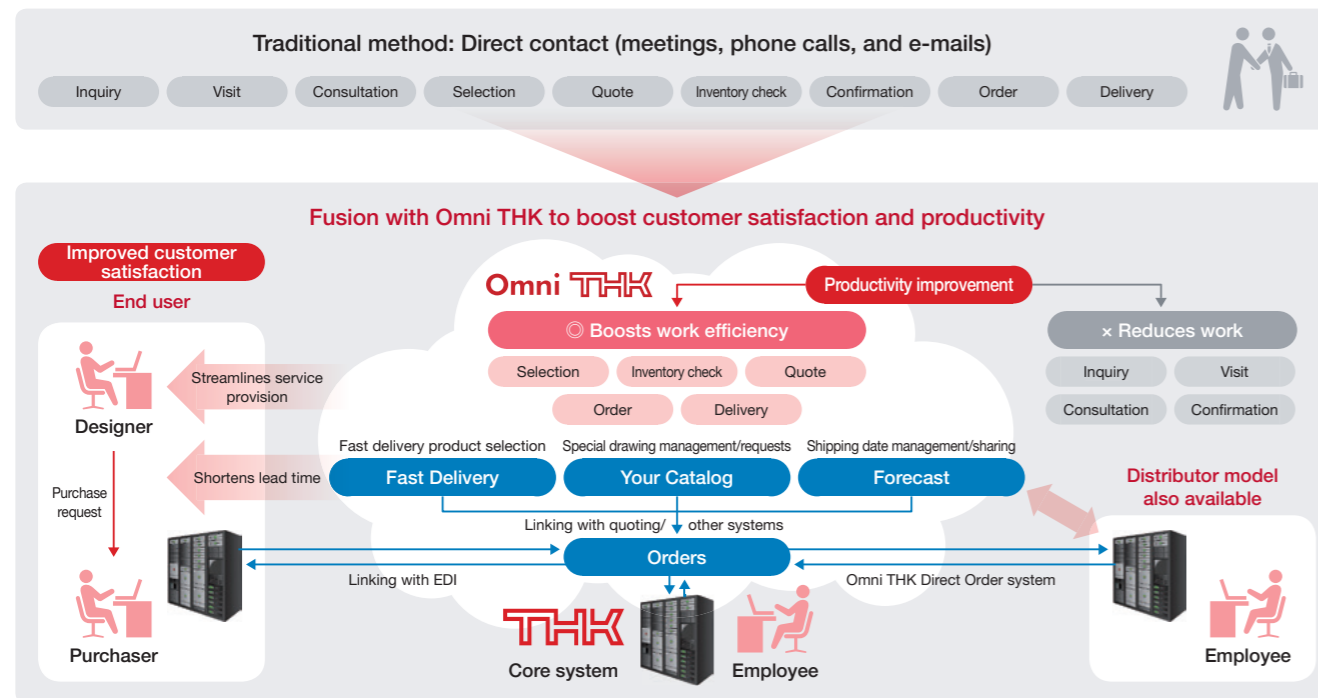 Traditional method: Direct contact (meetings, phone calls, and e-mails)
Inquiry
Visit
Consultation
Selection
Quote
Inventory check
Confirmation
Order
Delivery
Fusion with Omni THK to boost customer satisfaction and productivity
Improved customer
satisfaction
End user
Designer
Purchase
request
Purchaser
Streamlines service
provision
Shortens lead time
Omni THK
Productivity improvement
◎ Boosts work efficiency
Selection
Inventory check
Quote
Order
Delivery
× Reduces work
Inquiry
Visit
Consultation
Confirmation
Fast delivery product selection
Special drawing management/requests
Shipping date management/sharing
Fast Delivery
Your Catalog
Forecast
Linking with quoting/ other systems
Orders
Linking with EDI
Omni THK Direct Order system
Distributor model
also available
Employee
THK
Core system
Employee